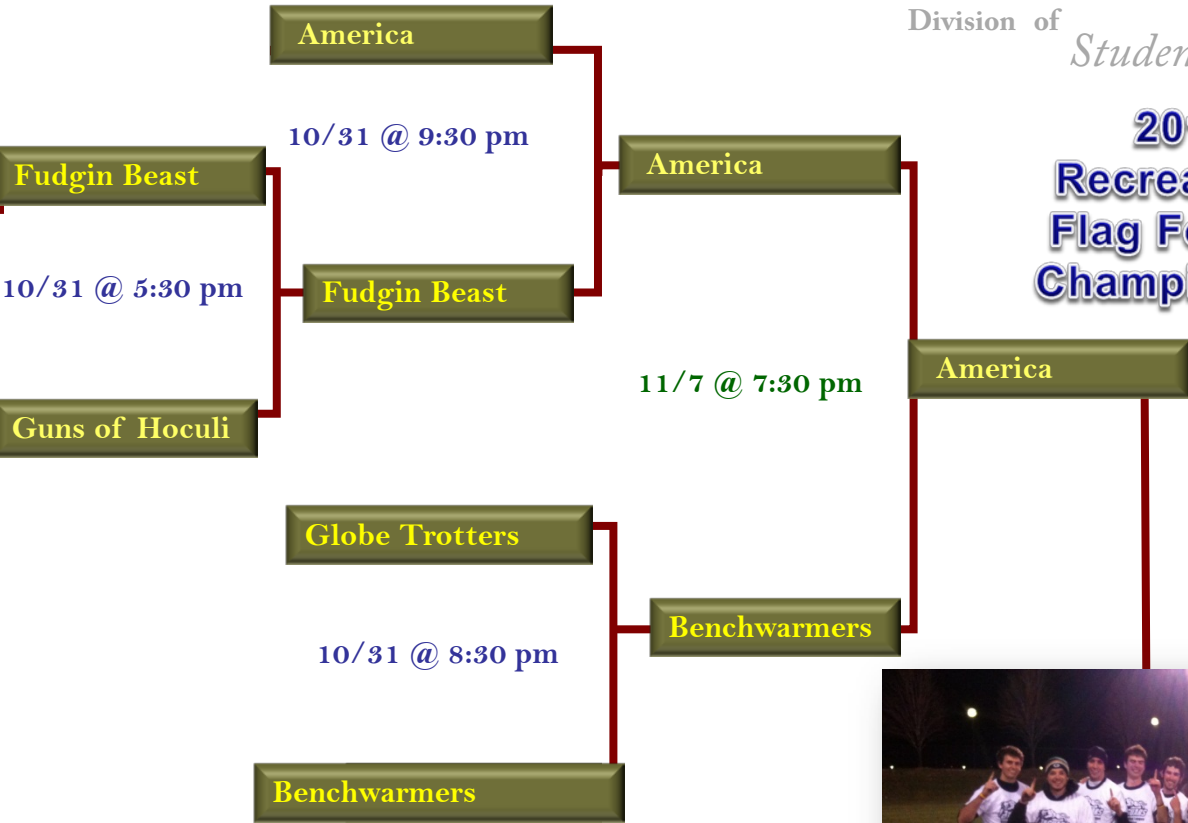 America
Division of
10/31 @ 9:30 pm
Fudgin Beast
America
Flag
10/31 @ 5:30 pm
Fudgin Beast
11/7 @ 7:30 pm
America
Guns of Hoculi
Globe Trotters
10/31 @ 8:30 pm
Benchwarmers
Benchwarmers